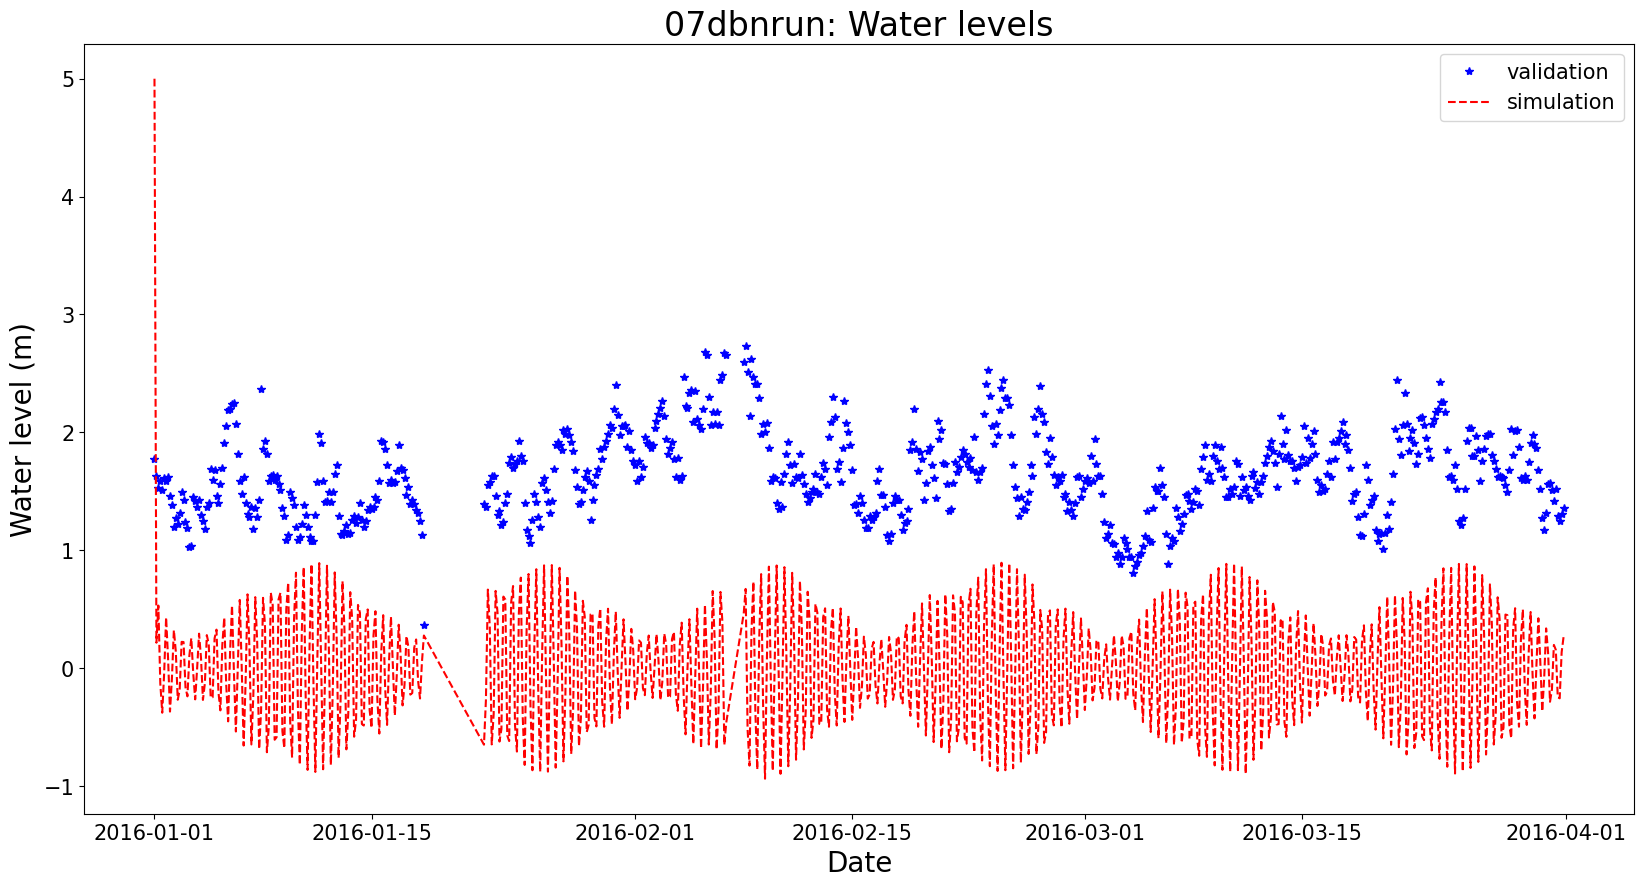 07dbnrun: Water levels
validation
simulation
Water level (m)
5
4
3
2
1
0
−1
2016-01-01
2016-01-15
2016-02-01
2016-02-15
2016-03-01
2016-03-15
2016-04-01
Date